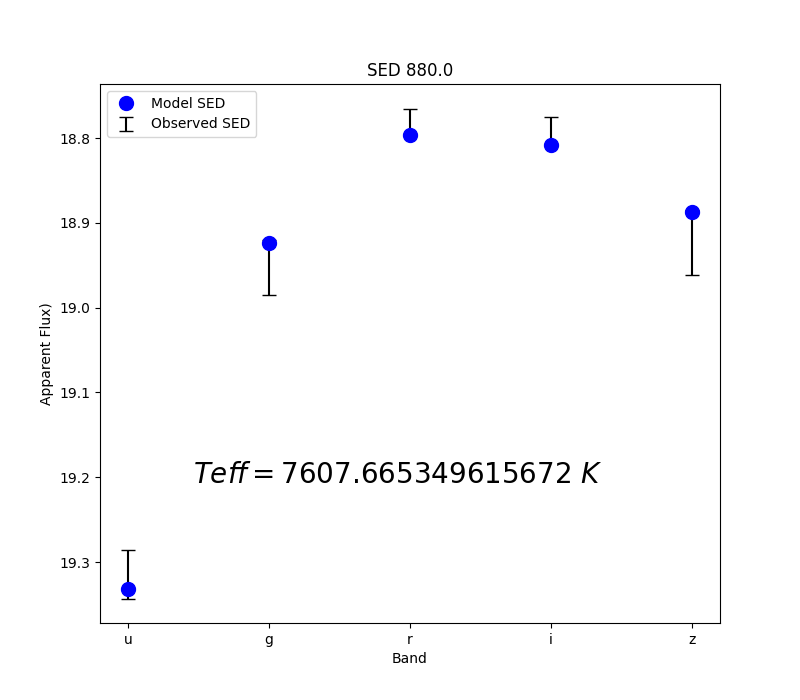 SED 880.0
Model SED
Observed SED
18.8
18.9
19.0
19.1
19.2
19.3
Apparent Flux)
Teff = 7607.665349615672 K
u g r i z
Band